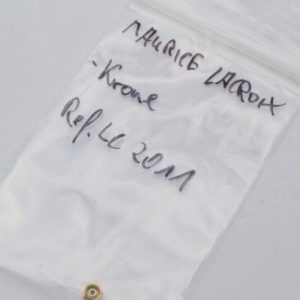 MAURICE LACROIX
- Krone
Ref. LC 2011